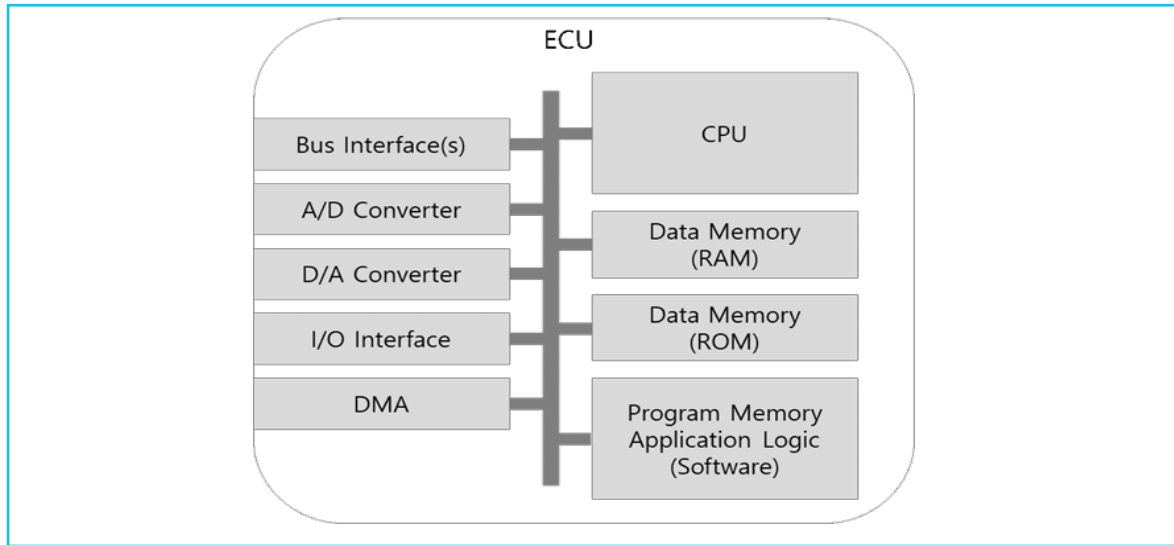 ECU
Bus Interface(s)
A/D Converter
D/A Converter
I/O Interface
DMA
CPU
Data Memory
(RAM)
Data Memory
(ROM)
Program Memory
Application Logic
(Software)